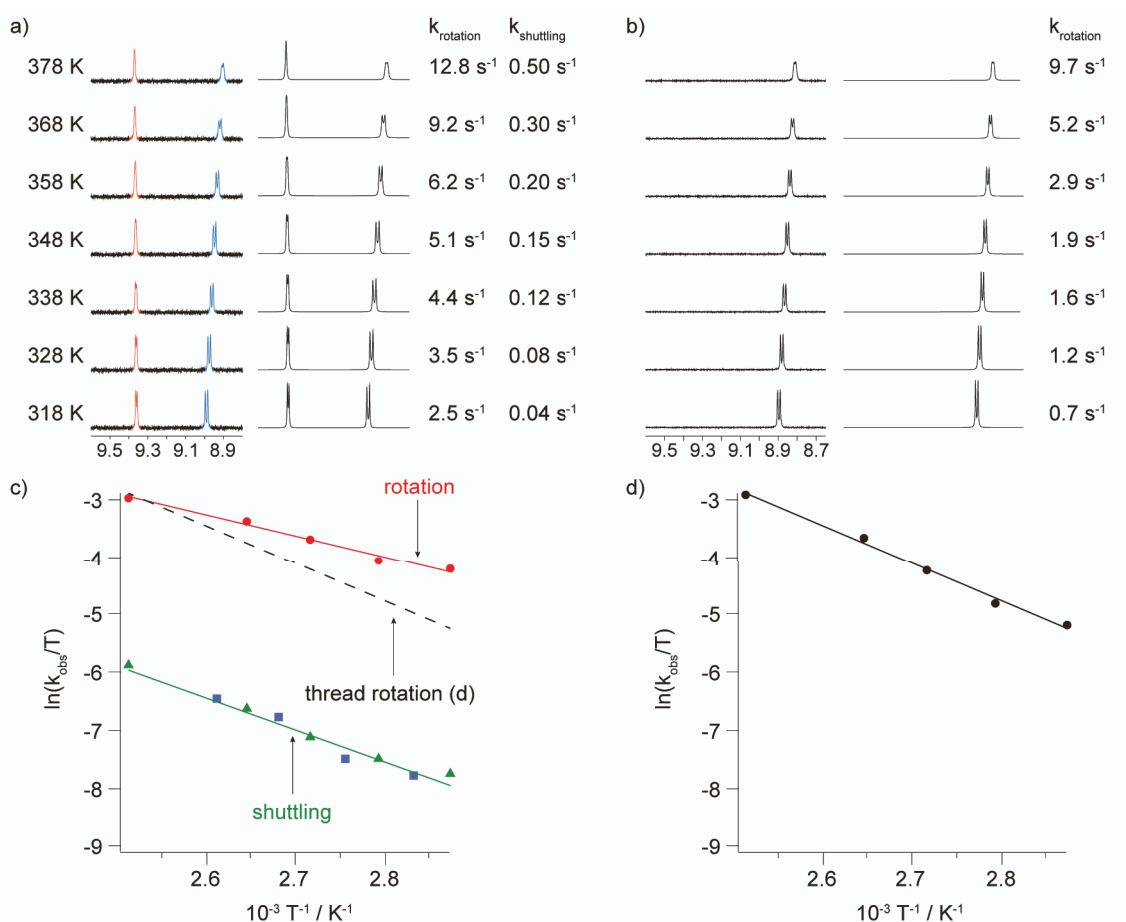 a)
k_rotation k_shuttling
378 K 12.8 s⁻¹ 0.50 s⁻¹
368 K 9.2 s⁻¹ 0.30 s⁻¹
358 K 6.2 s⁻¹ 0.20 s⁻¹
348 K 5.1 s⁻¹ 0.15 s⁻¹
338 K 4.4 s⁻¹ 0.12 s⁻¹
328 K 3.5 s⁻¹ 0.08 s⁻¹
318 K 2.5 s⁻¹ 0.04 s⁻¹
9.5 9.3 9.1 8.9
b)
k_rotation
9.7 s⁻¹
5.2 s⁻¹
2.9 s⁻¹
1.9 s⁻¹
1.6 s⁻¹
1.2 s⁻¹
0.7 s⁻¹
9.5 9.3 9.1 8.9 8.7
c)
rotation
thread rotation (d)
shuttling
ln(k_obs/T)
-3
-4
-5
-6
-7
-8
-9
2.6 2.7 2.8
10⁻³ T⁻¹ / K⁻¹
d)
ln(k_obs/T)
-3
-4
-5
-6
-7
-8
-9
2.6 2.7 2.8
10⁻³ T⁻¹ / K⁻¹